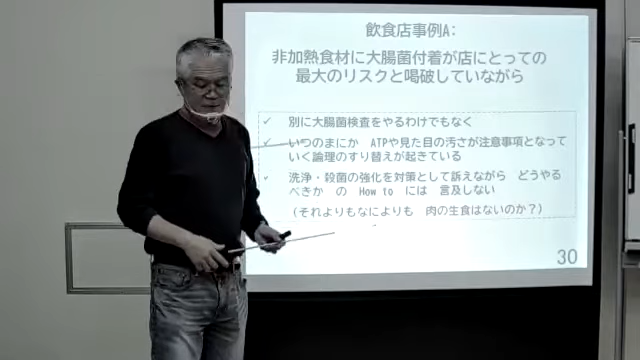 飲食店事例A:
非加熱食材に大腸菌付着が店にとっての
最大のリスクと喝破していながら
✓ 別に大腸菌検査をやるわけでもなく
✓ いつのまにか ATPや見た目の汚さが注意事項となって
いく論理のすり替えが起きている
✓ 洗浄・殺菌の強化を対策として訴えながら どうやる
べきか の How to には 言及しない
（それよりもなによりも 肉の生食はないのか？）
30